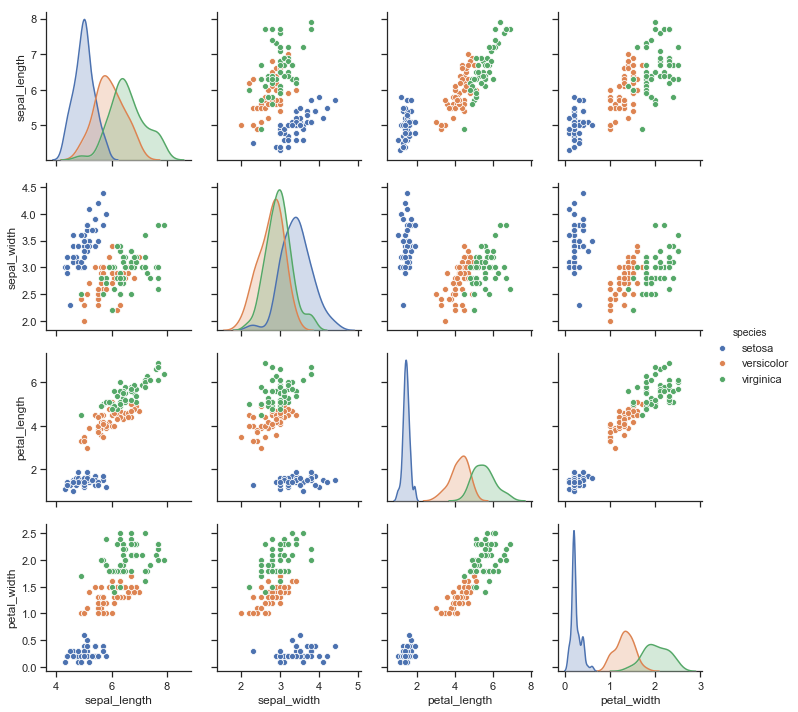 8
7
6
5
sepal_length
4.5
4.0
3.5
3.0
2.5
2.0
sepal_width
species
setosa
versicolor
virginica
6
4
2
petal_length
2.5
2.0
1.5
1.0
0.5
0.0
petal_width
4 6 8
2 3 4 5
2 4 6 8
0 1 2 3
sepal_length sepal_width petal_length petal_width